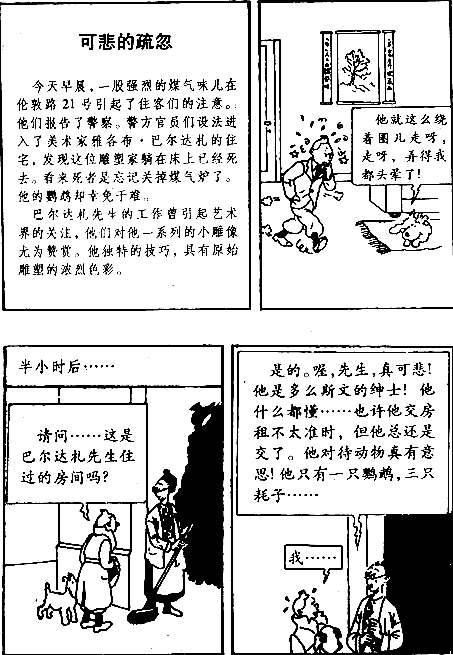 可悲的疏忽
今天早晨，一股强烈的煤气味儿在
伦敦路21号引起了住客们的注意。
他们报告了警察。警方官员们设法进
入了美术家雅各布·巴尔达札的住
宅，发现这位雕塑家躺在床上已经死
去。看来死者是忘记关掉煤气炉了。
他的鹦鹉却幸免于难。
巴尔达札先生的工作曾引起艺术
界的关注，他们对他一系列的小雕像
尤为赞赏。他独特的技巧，具有原始
雕塑的浓烈色彩。
他就这么绕
着圈儿走呀，
走呀，弄得我
都头晕了!
半小时后……
请问……这是
巴尔达札先生住
过的房间吗?
是的。喔，先生，真可悲!
他是多么斯文的绅士! 他
什么都懂……也许他交房
租不太准时，但他总还是
交了。他对待动物真有意
思! 他只有一只鹦鹉，三只
耗子……
我……